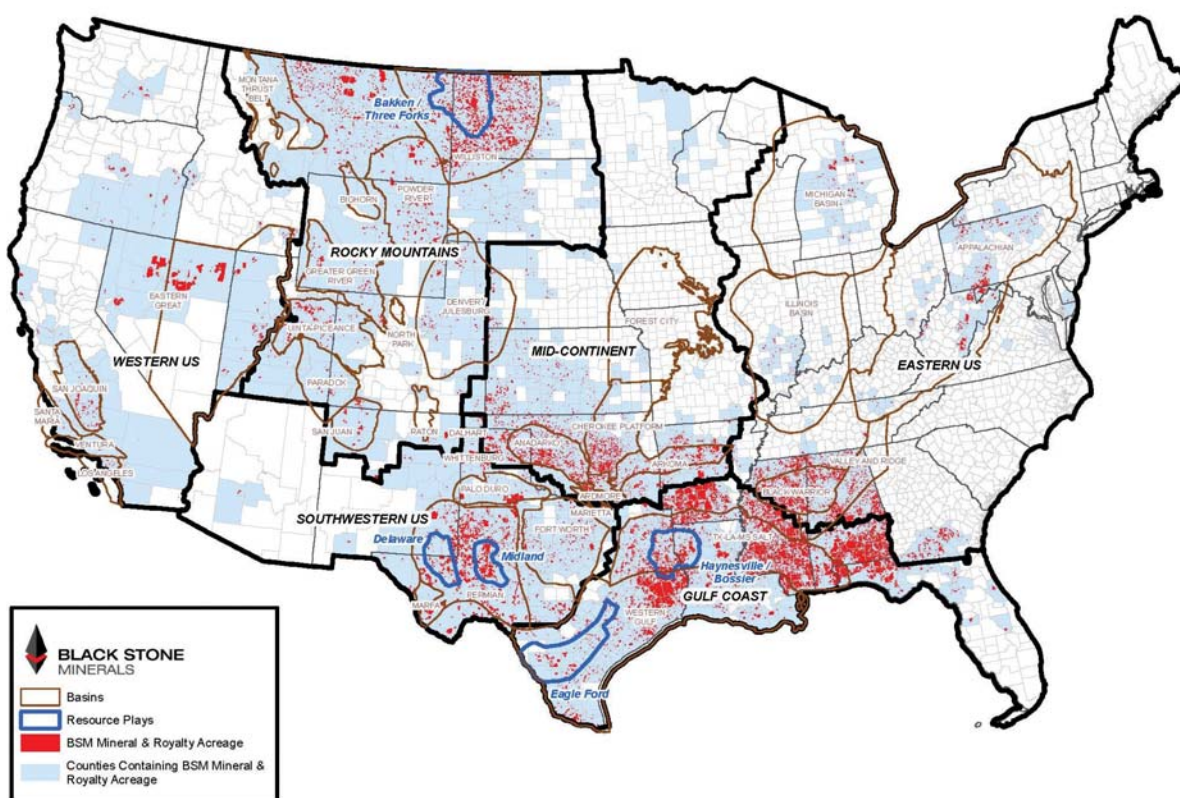 MONTANA
THRUST
BELT
Bakken /
Three Forks
WILLISTON
POWDER
RIVER
BIGHORN
ROCKY MOUNTAINS
GREATER GREEN
RIVER
MICHIGAN
BASIN
APPALACHIAN
EASTERN
GREAT
DENVER /
JULESBURG
UINTA-PICEANCE
NORTH
PARK
FOREST CITY
ILLINOIS
BASIN
WESTERN US
MID-CONTINENT
EASTERN US
SAN JOAQUIN
PARADOX
SANTA
MARIA
VENTURA
LOS ANGELES
SAN JUAN
RATON
DALHART
CHEROKEE PLATFORM
ANADARKO
WHITTENBURG
ARKOMA
VALLEY AND RIDGE
PALO DURO
ARDMORE
MARIETTA
BLACK WARRIOR
SOUTHWESTERN US
FORT WORTH
Delaware
Midland
TX-LA-MS SALT
Haynesville /
Bossier
MARFA
PERMIAN
GULF COAST
WESTERN
GULF
Eagle Ford
BLACK STONE
MINERALS
Basins
Resource Plays
BSM Mineral & Royalty Acreage
Counties Containing BSM Mineral &
Royalty Acreage